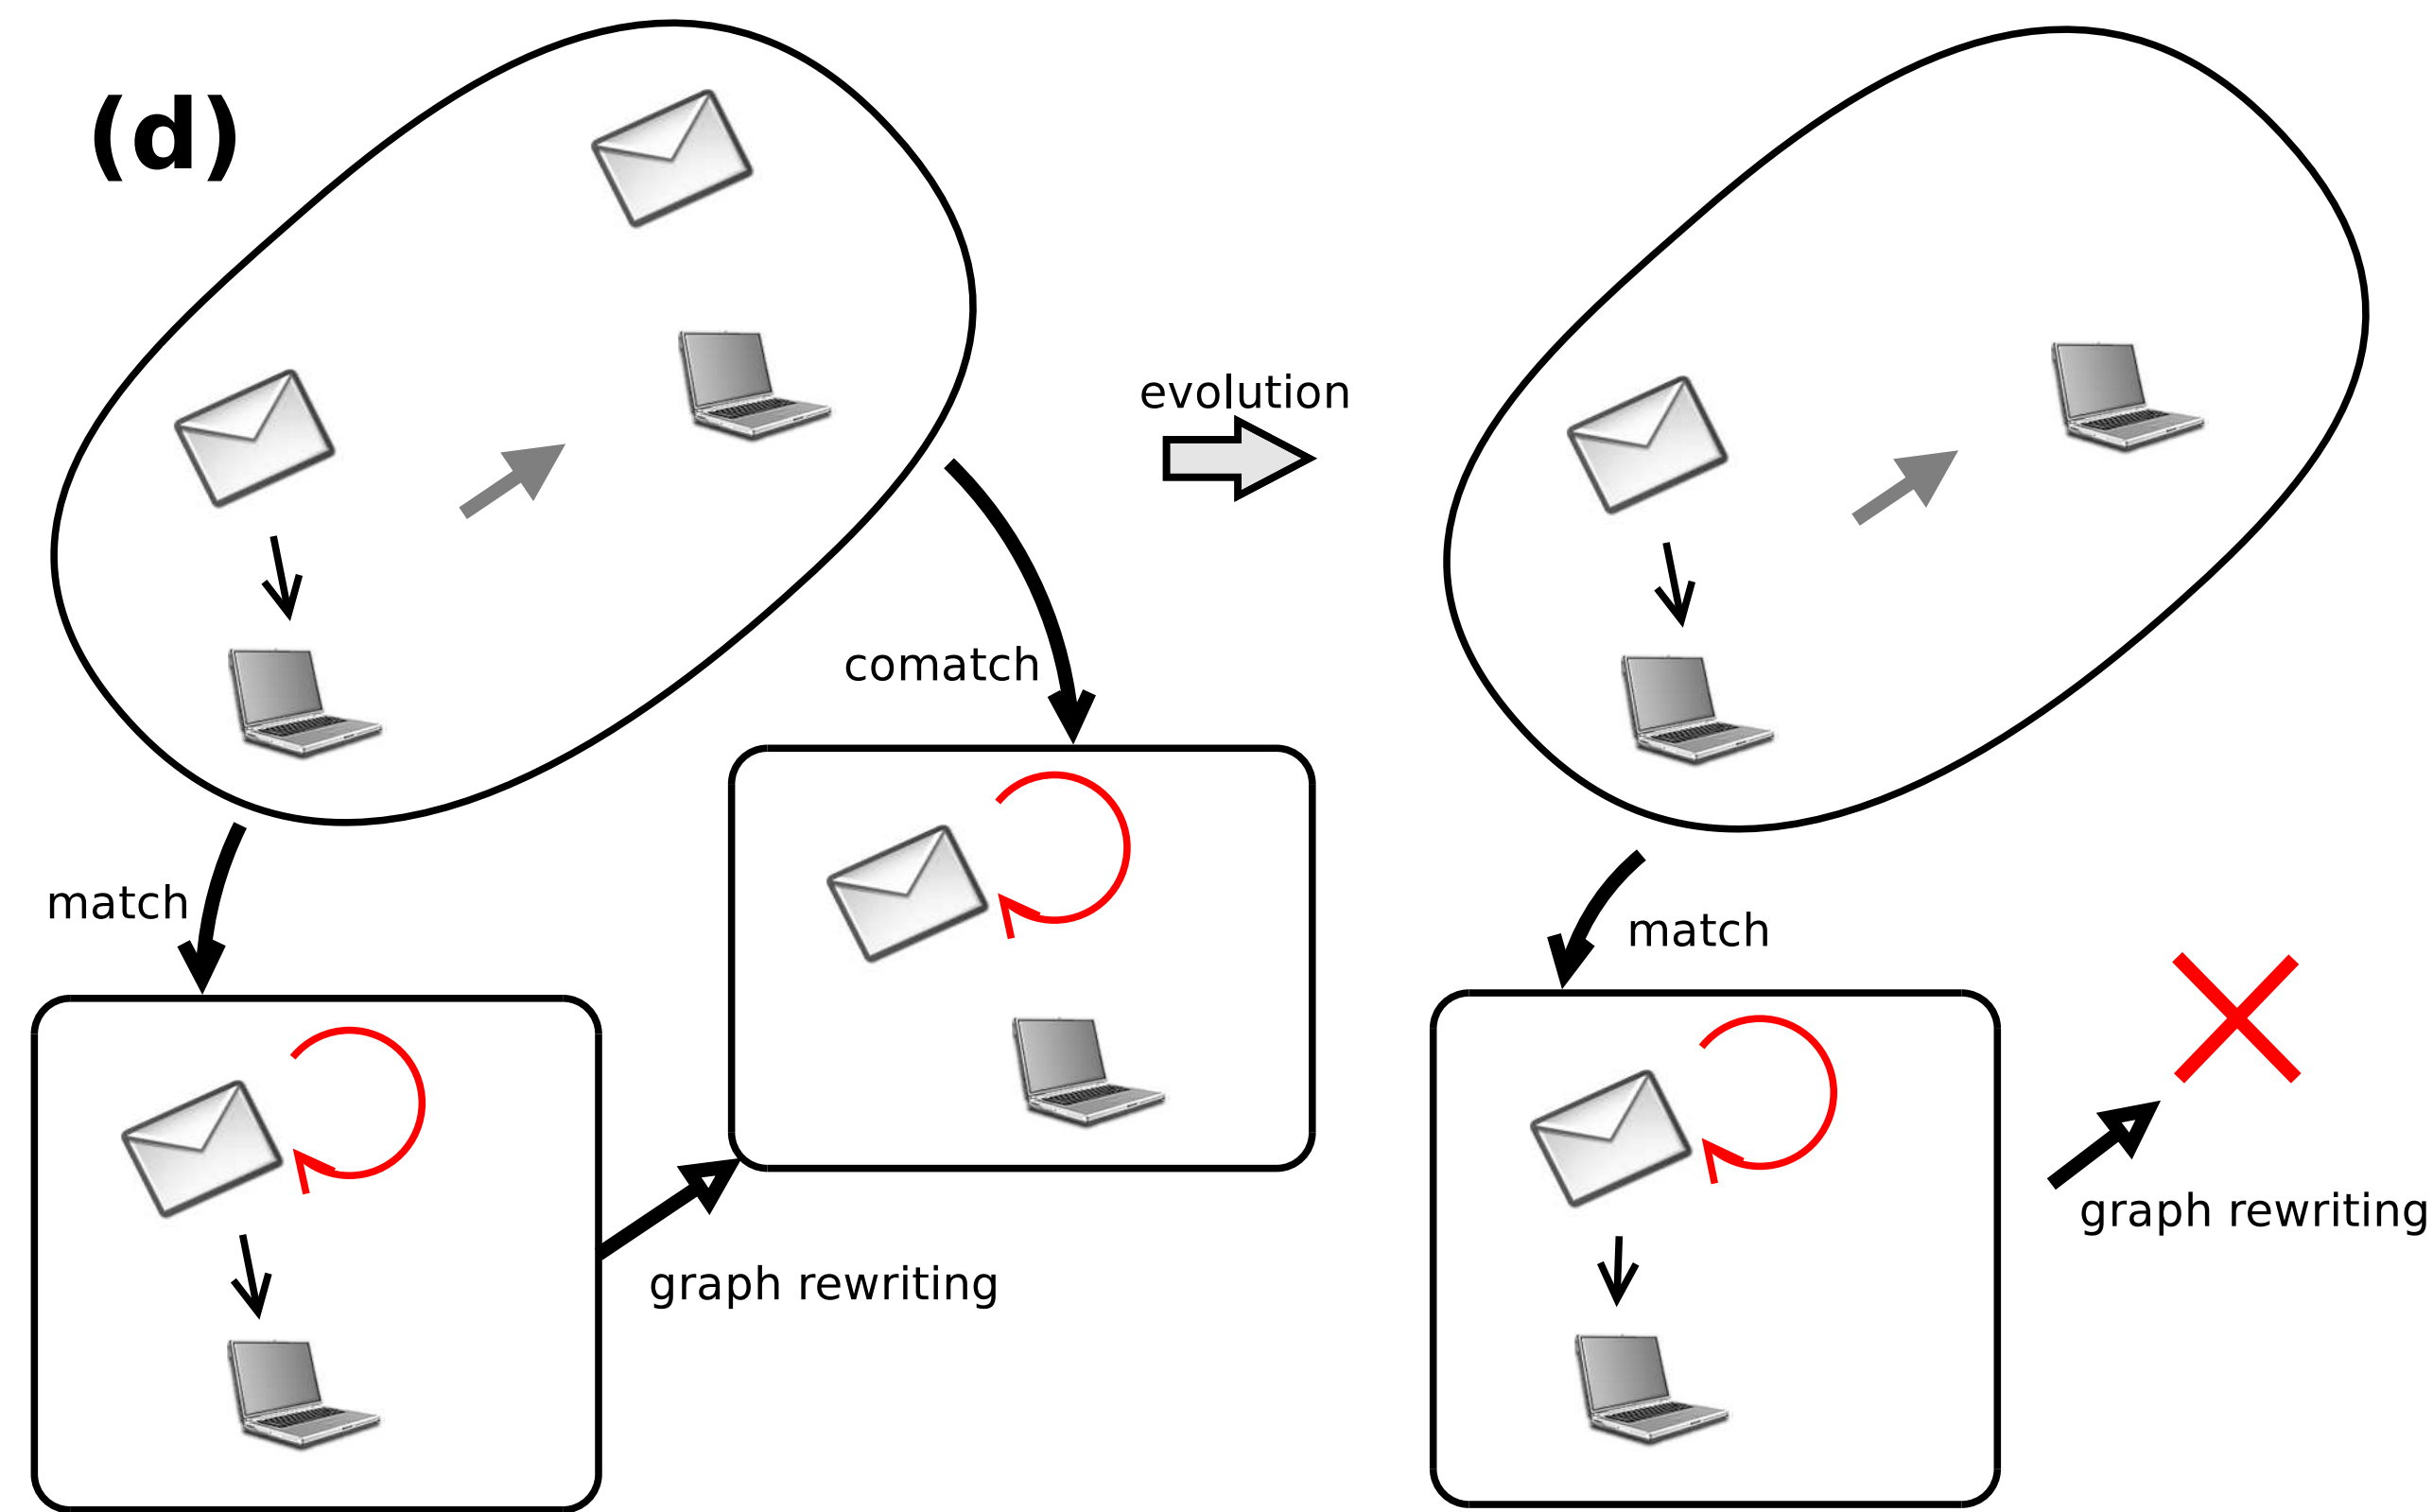 (d)
evolution
comatch
match
match
graph rewriting
graph rewriting